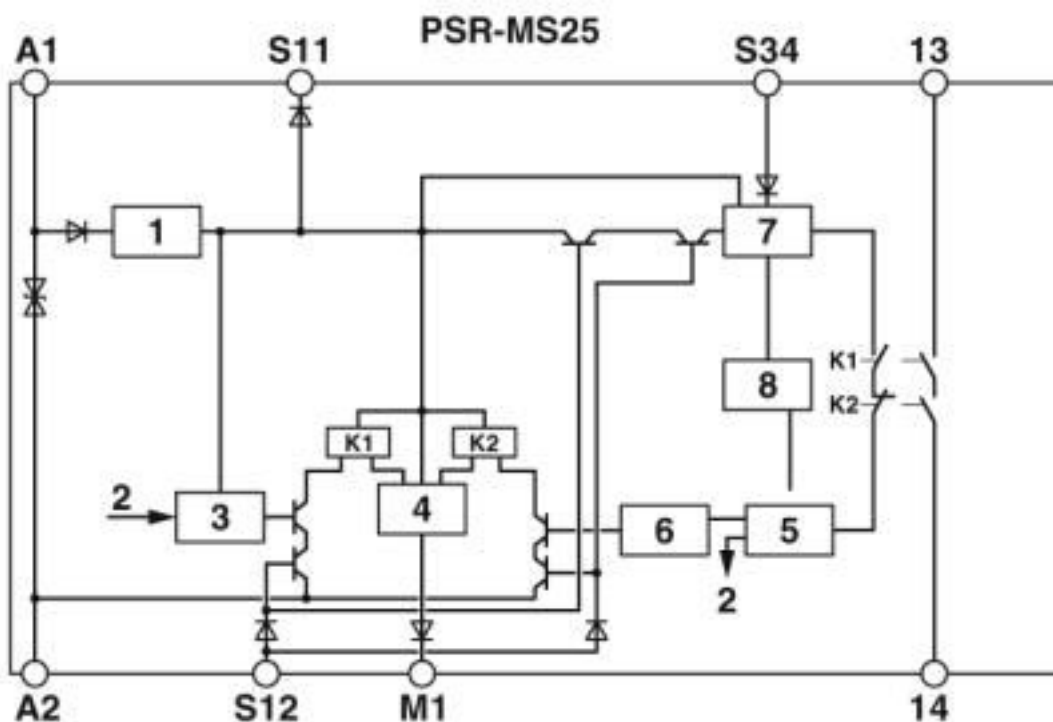 PSR-MS25
A1 S11 S34 13
1 7
K1
8
K2
K1 K2
2 3 4 6 5
2
A2 S12 M1 14